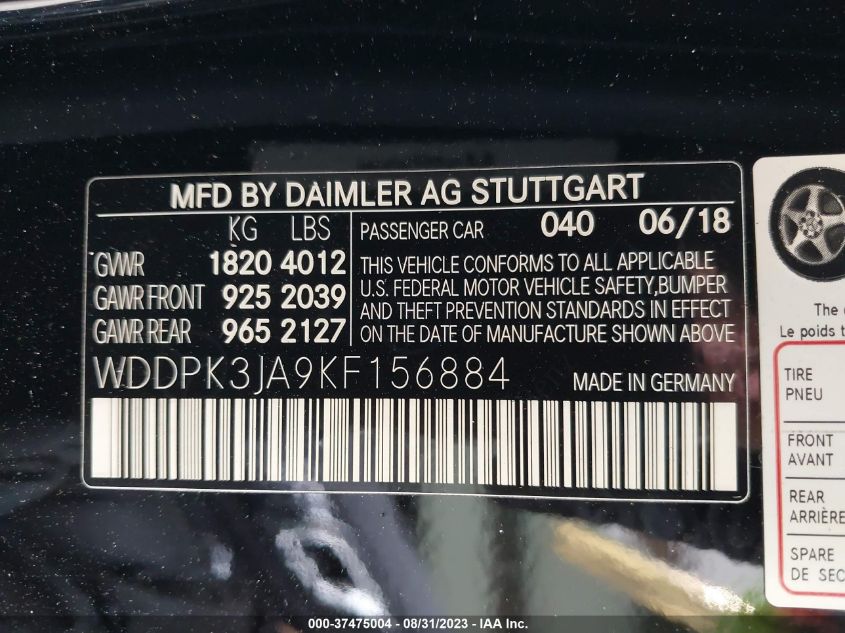 MFD BY DAIMLER AG STUTTGART
KG LBS
GVWR 1820 4012
GAWR FRONT 925 2039
GAWR REAR 965 2127
PASSENGER CAR 040 06/18
THIS VEHICLE CONFORMS TO ALL APPLICABLE
U.S. FEDERAL MOTOR VEHICLE SAFETY,BUMPER
AND THEFT PREVENTION STANDARDS IN EFFECT
ON THE DATE OF MANUFACTURE SHOWN ABOVE
WDDPK3JA9KF156884 MADE IN GERMANY
The
Le poids t
TIRE
PNEU
FRONT
AVANT
REAR
ARRIÈRE
SPARE
DE SEC
000-37475004 - 08/31/2023 - IAA Inc.